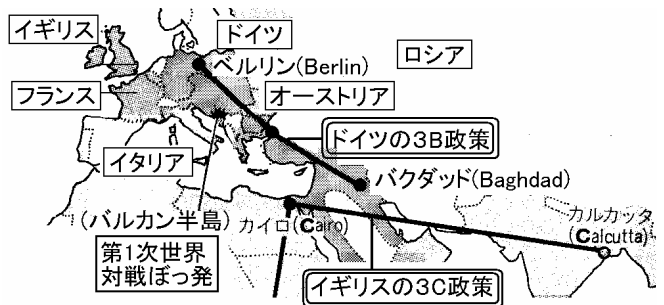 イギリス
ドイツ
ロシア
ベルリン(Berlin)
フランス
オーストリア
ドイツの3B政策
イタリア
バクダッド(Baghdad)
(バルカン半島)
カイロ(Cairo)
カルカッタ
(Calcutta)
第1次世界
対戦ぼっ発
イギリスの3C政策